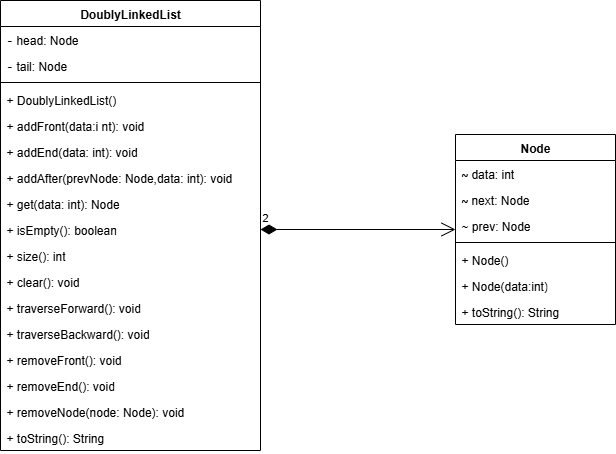 DoublyLinkedList
- head: Node
- tail: Node
+ DoublyLinkedList()
+ addFront(data:i nt): void
+ addEnd(data: int): void
+ addAfter(prevNode: Node,data: int): void
+ get(data: int): Node
+ isEmpty(): boolean
+ size(): int
+ clear(): void
+ traverseForward(): void
+ traverseBackward(): void
+ removeFront(): void
+ removeEnd(): void
+ removeNode(node: Node): void
+ toString(): String
2
Node
~ data: int
~ next: Node
~ prev: Node
+ Node()
+ Node(data:int)
+ toString(): String